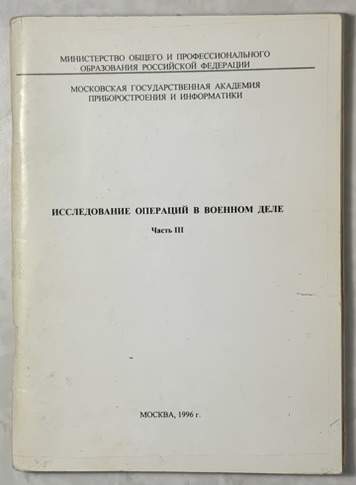 МИНИСТЕРСТВО ОБЩЕГО И ПРОФЕССИОНАЛЬНОГО
ОБРАЗОВАНИЯ РОССИЙСКОЙ ФЕДЕРАЦИИ
МОСКОВСКАЯ ГОСУДАРСТВЕННАЯ АКАДЕМИЯ
ПРИБОРОСТРОЕНИЯ И ИНФОРМАТИКИ
ИССЛЕДОВАНИЕ ОПЕРАЦИЙ В ВОЕННОМ ДЕЛЕ
Часть III
МОСКВА, 1996 г.